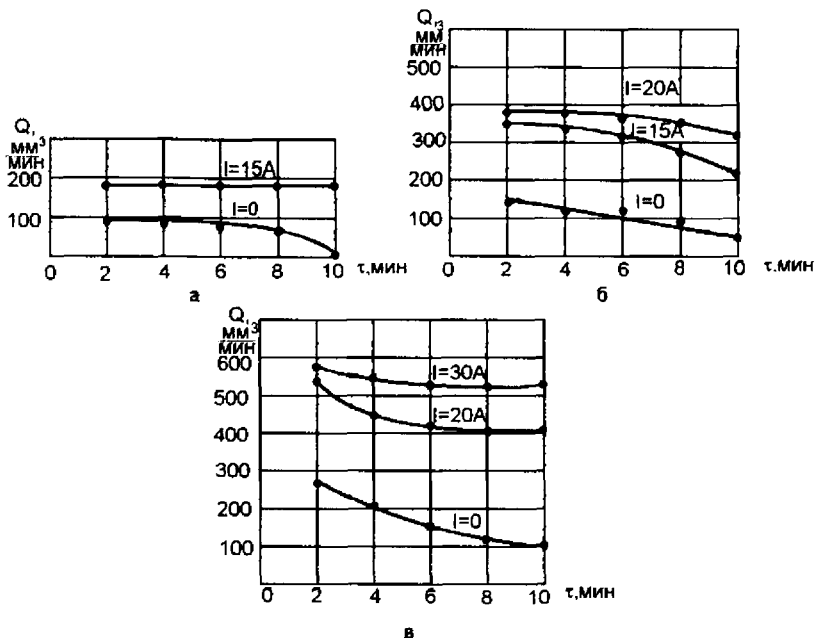 Q,
мм³
мин
200
100
I=15A
I=0
0 2 4 6 8 10 τ,мин
а
Q,
мм³
мин
500
400
300
200
100
I=20A
I=15A
I=0
0 2 4 6 8 10 τ.мин
б
Q,
мм³
мин
600
500
400
300
200
100
I=30A
I=20A
I=0
0 2 4 6 8 10 τ,мин
в